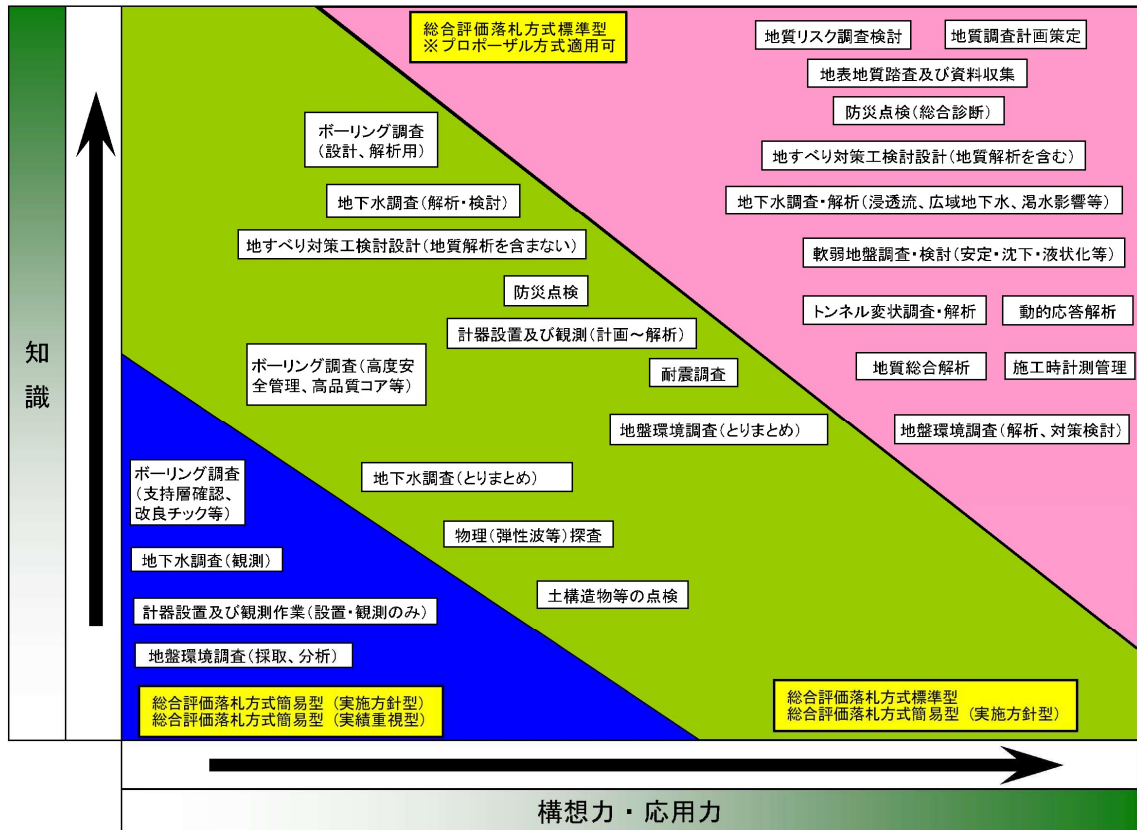 総合評価落札方式標準型
※プロポーザル方式適用可
地質リスク調査検討
地質調査計画策定
地表地質踏査及び資料収集
防災点検(総合診断)
地すべり対策工検討設計(地質解析を含む)
地下水調査・解析(浸透流、広域地下水、渇水影響等)
軟弱地盤調査・検討(安定・沈下・液状化等)
トンネル変状調査・解析
動的応答解析
地質総合解析
施工時計測管理
地盤環境調査(解析、対策検討)
ボーリング調査
(設計、解析用)
地下水調査(解析・検討)
地すべり対策工検討設計(地質解析を含まない)
防災点検
計器設置及び観測(計画~解析)
ボーリング調査(高度安
全管理、高品質コア等)
耐震調査
地盤環境調査(とりまとめ)
地下水調査(とりまとめ)
物理(弾性波等)探査
土構造物等の点検
総合評価落札方式標準型
総合評価落札方式簡易型 (実施方針型)
ボーリング調査
(支持層確認、
改良チック等)
地下水調査(観測)
計器設置及び観測作業(設置・観測のみ)
地盤環境調査(採取、分析)
総合評価落札方式簡易型 (実施方針型)
総合評価落札方式簡易型 (実績重視型)
知
識
構想力・応用力